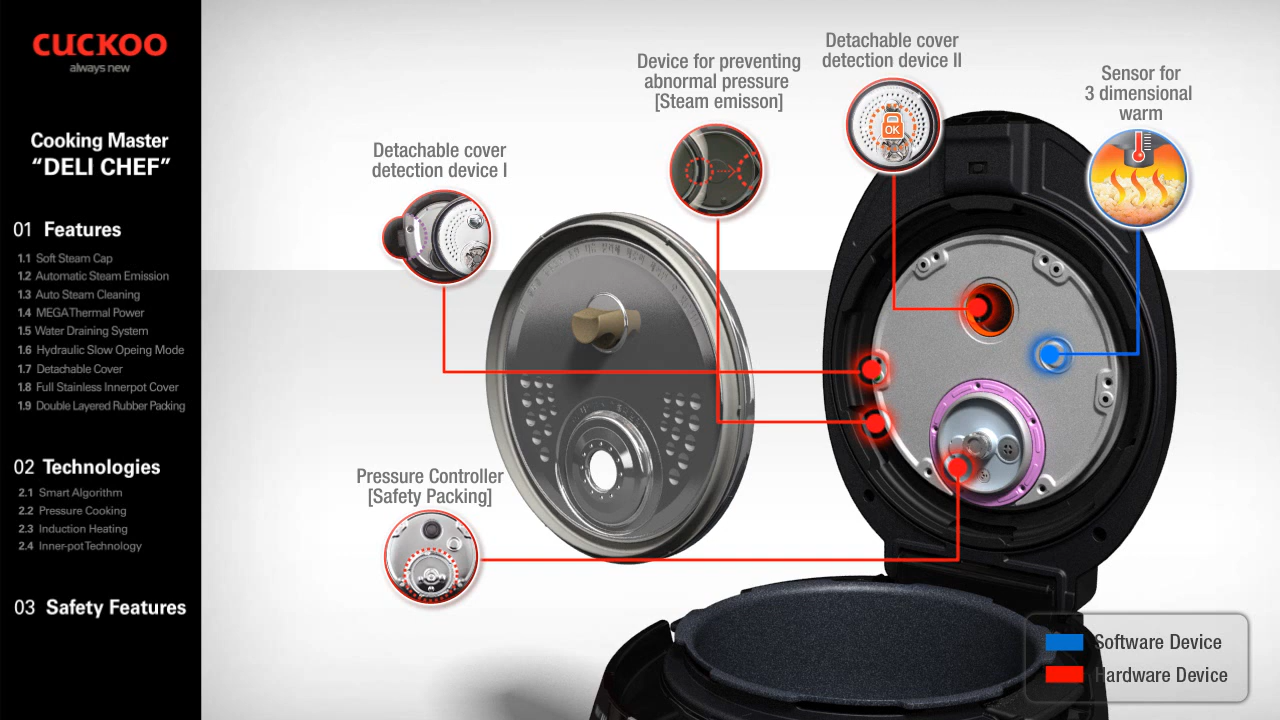 CUCKOO
always new
Cooking Master
“DELI CHEF”
01 Features
1.1 Soft Steam Cap
1.2 Automatic Steam Emission
1.3 Auto Steam Cleaning
1.4 MEGA Thermal Power
1.5 Water Draining System
1.6 Hydraulic Slow Opeing Mode
1.7 Detachable Cover
1.8 Full Stainless Innerpot Cover
1.9 Double Layered Rubber Packing
02 Technologies
2.1 Smart Algorithm
2.2 Pressure Cooking
2.3 Induction Heating
2.4 Inner-pot Technology
03 Safety Features
Detachable cover
detection device I
Device for preventing
abnormal pressure
[Steam emisson]
Detachable cover
detection device II
OK
Sensor for
3 dimensional
warm
Pressure Controller
[Safety Packing]
Software Device
Hardware Device